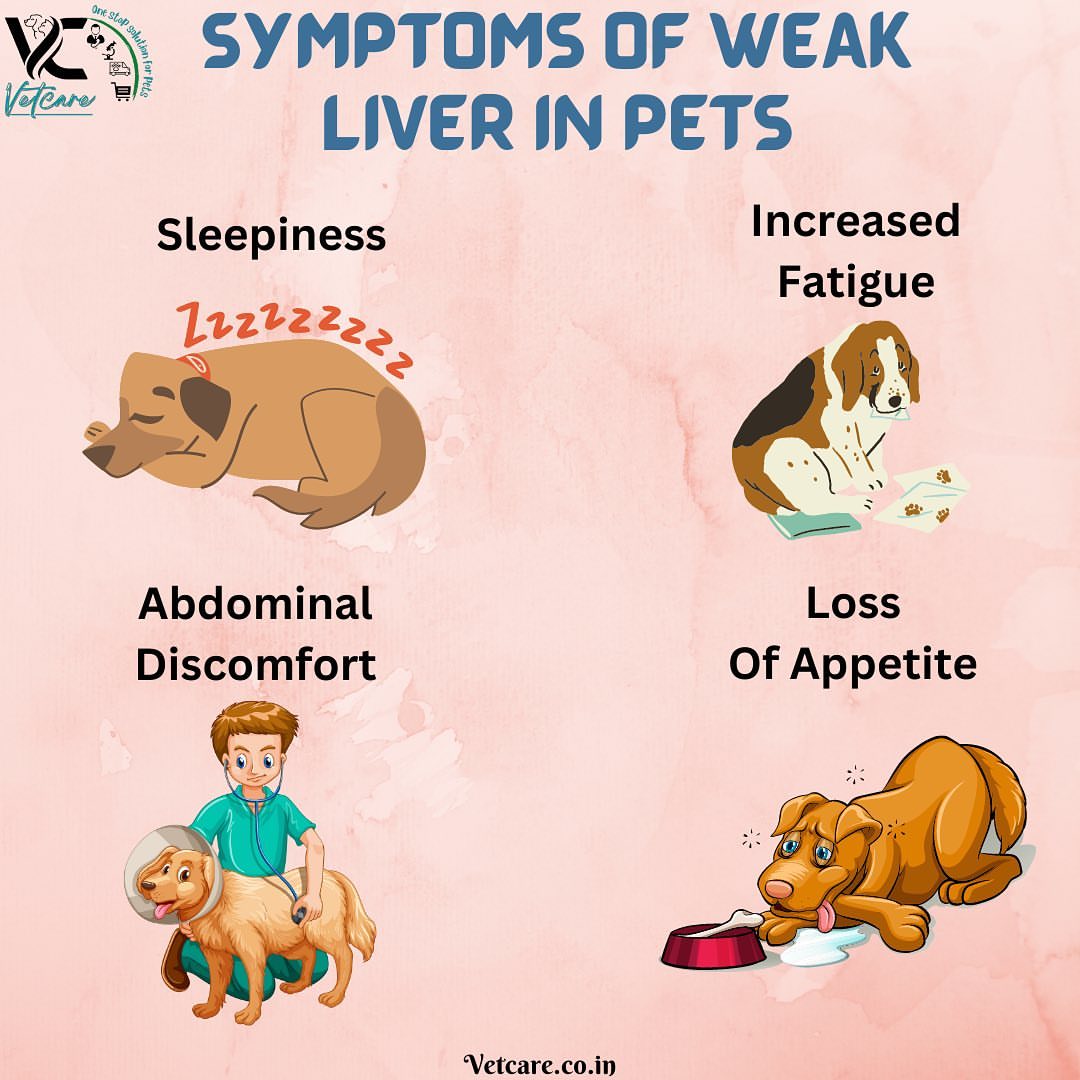 VC
Vetcare
One stop solution for Pets
SYMPTOMS OF WEAK
LIVER IN PETS
Sleepiness
Increased
Fatigue
Zzzzzzzzz
Abdominal
Discomfort
Loss
Of Appetite
Vetcare.co.in